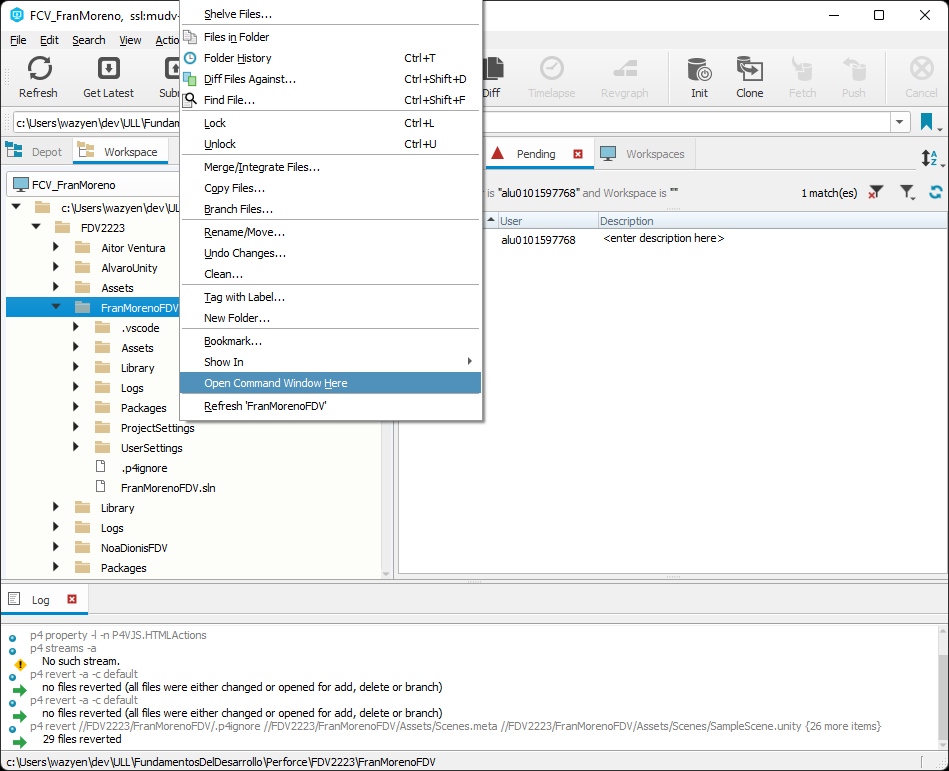 FCV_FranMoreno, ssl:mudv-
File Edit Search View Actio
Refresh Get Latest Subm Diff Timelapse Revgraph Init Clone Fetch Push Cancel
c:\Users\wazyen\dev\ULL\Fundam
Depot Workspace
FCV_FranMoreno
c:\Users\wazyen\dev\UL
FDV2223
Aitor Ventura
AlvaroUnity
Assets
FranMorenoFDV
.vscode
Assets
Library
Logs
Packages
ProjectSettings
UserSettings
.p4ignore
FranMorenoFDV.sln
Library
Logs
NoaDionisFDV
Packages
Shelve Files...
Files in Folder
Folder History Ctrl+T
Diff Files Against... Ctrl+Shift+D
Find File... Ctrl+Shift+F
Lock Ctrl+L
Unlock Ctrl+U
Merge/Integrate Files...
Copy Files...
Branch Files...
Rename/Move...
Undo Changes...
Clean...
Tag with Label...
New Folder...
Bookmark...
Show In
Open Command Window Here
Refresh 'FranMorenoFDV'
Pending Workspaces
r is "alu0101597768" and Workspace is "" 1 match(es)
User Description
alu0101597768 <enter description here>
Log
p4 property -l -n P4VJS.HTMLActions
p4 streams -a
No such stream.
p4 revert -a -c default
no files reverted (all files were either changed or opened for add, delete or branch)
p4 revert -a -c default
no files reverted (all files were either changed or opened for add, delete or branch)
p4 revert //FDV2223/FranMorenoFDV/.p4ignore //FDV2223/FranMorenoFDV/Assets/Scenes.meta //FDV2223/FranMorenoFDV/Assets/Scenes/SampleScene.unity {26 more items}
29 files reverted
c:\Users\wazyen\dev\ULL\FundamentosDelDesarrollo\Perforce\FDV2223\FranMorenoFDV